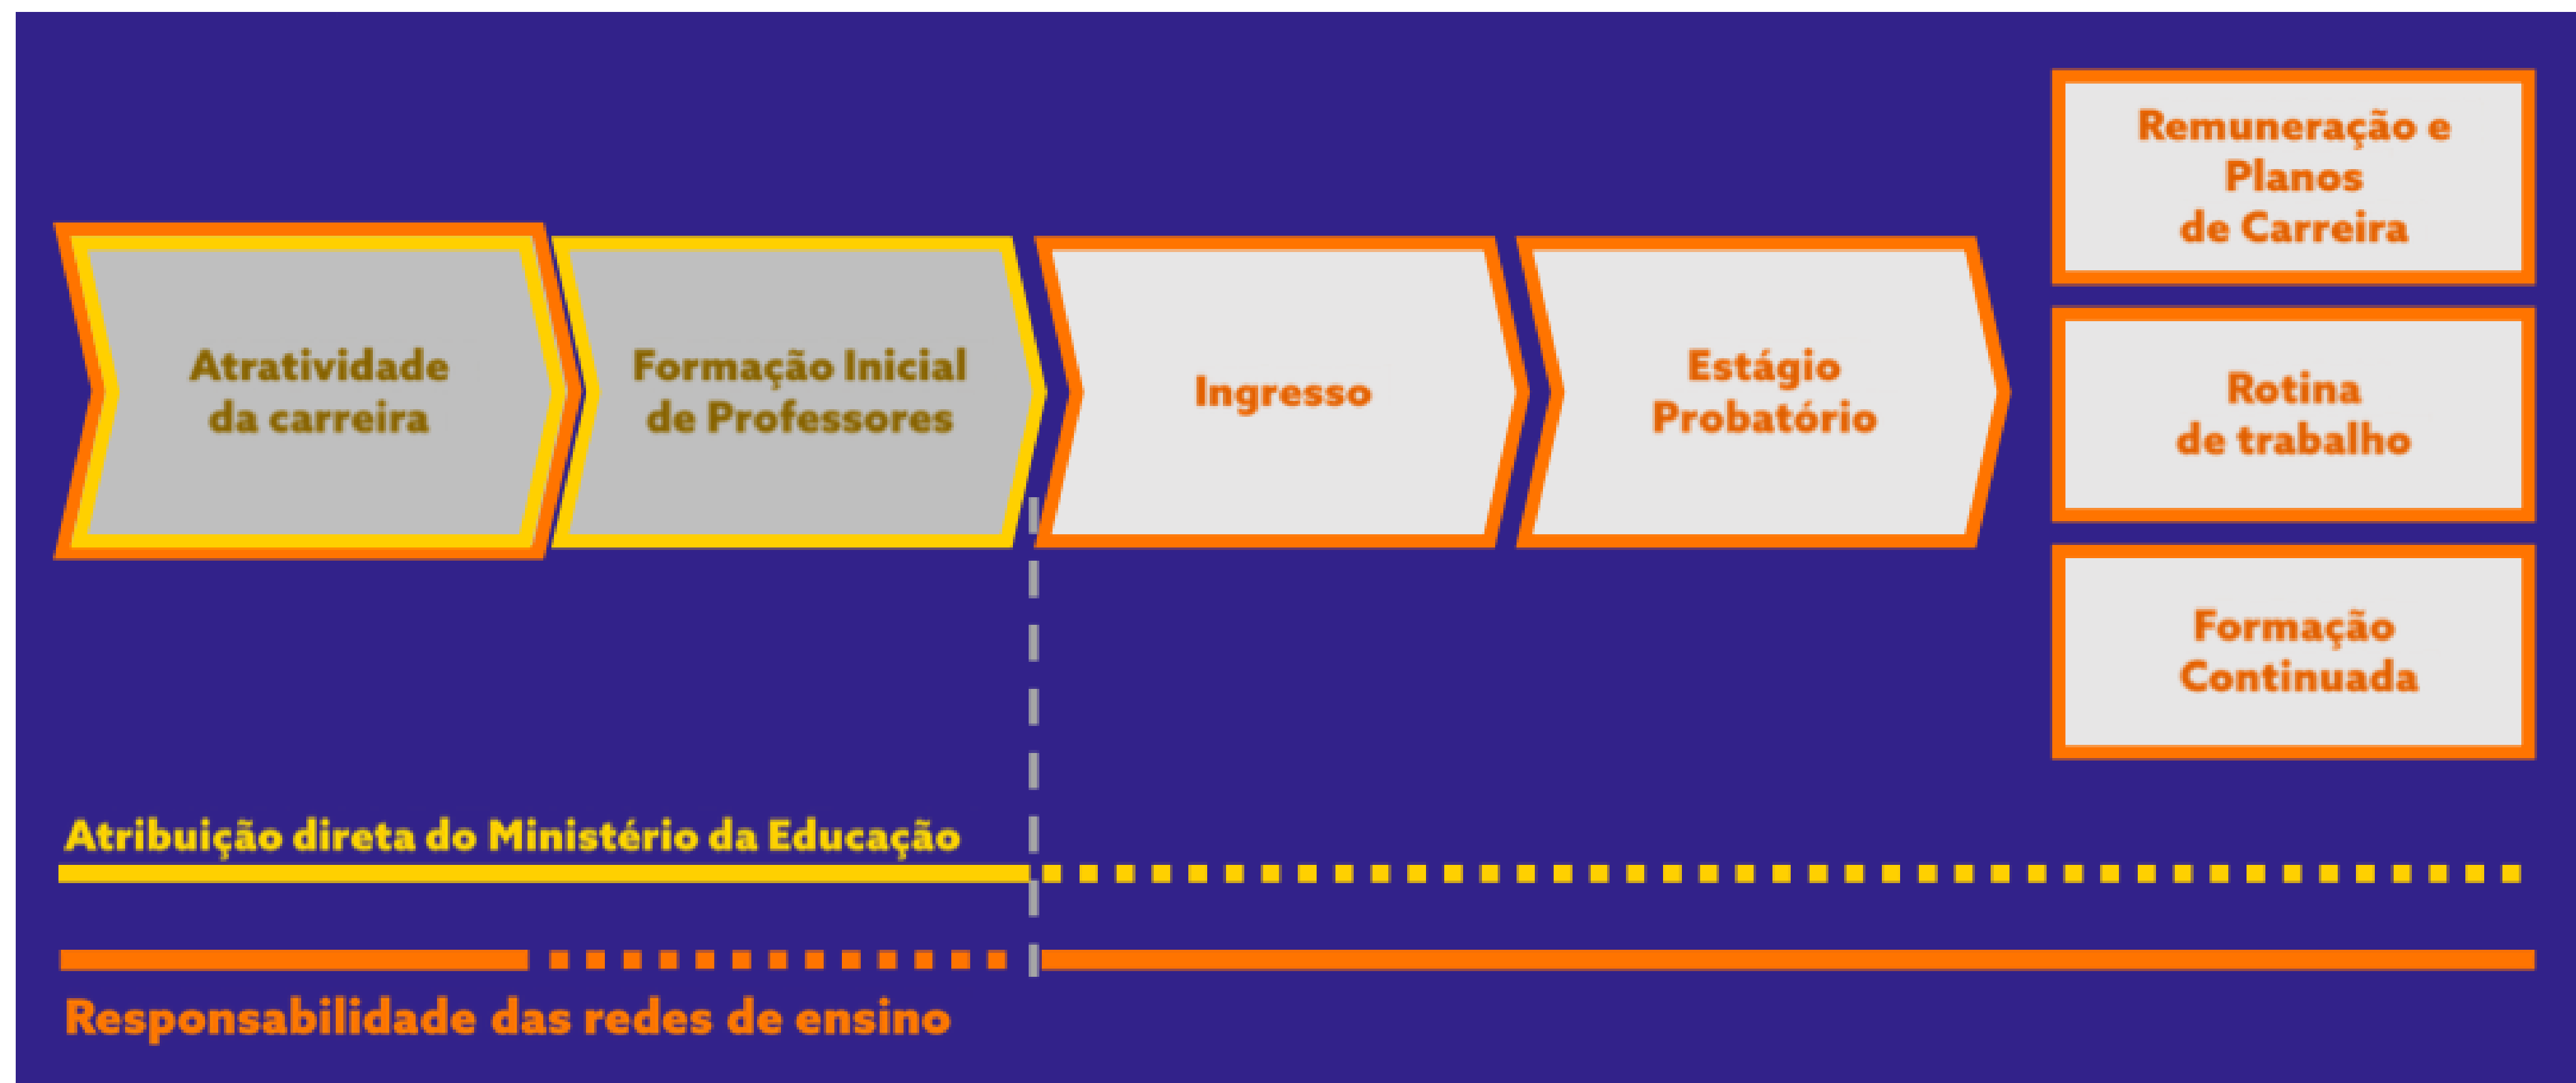 Atratividade
da carreira
Formação Inicial
de Professores
Ingresso
Estágio
Probatório
Remuneração e
Planos
de Carreira
Rotina
de trabalho
Formação
Continuada
Atribuição direta do Ministério da Educação
Responsabilidade das redes de ensino